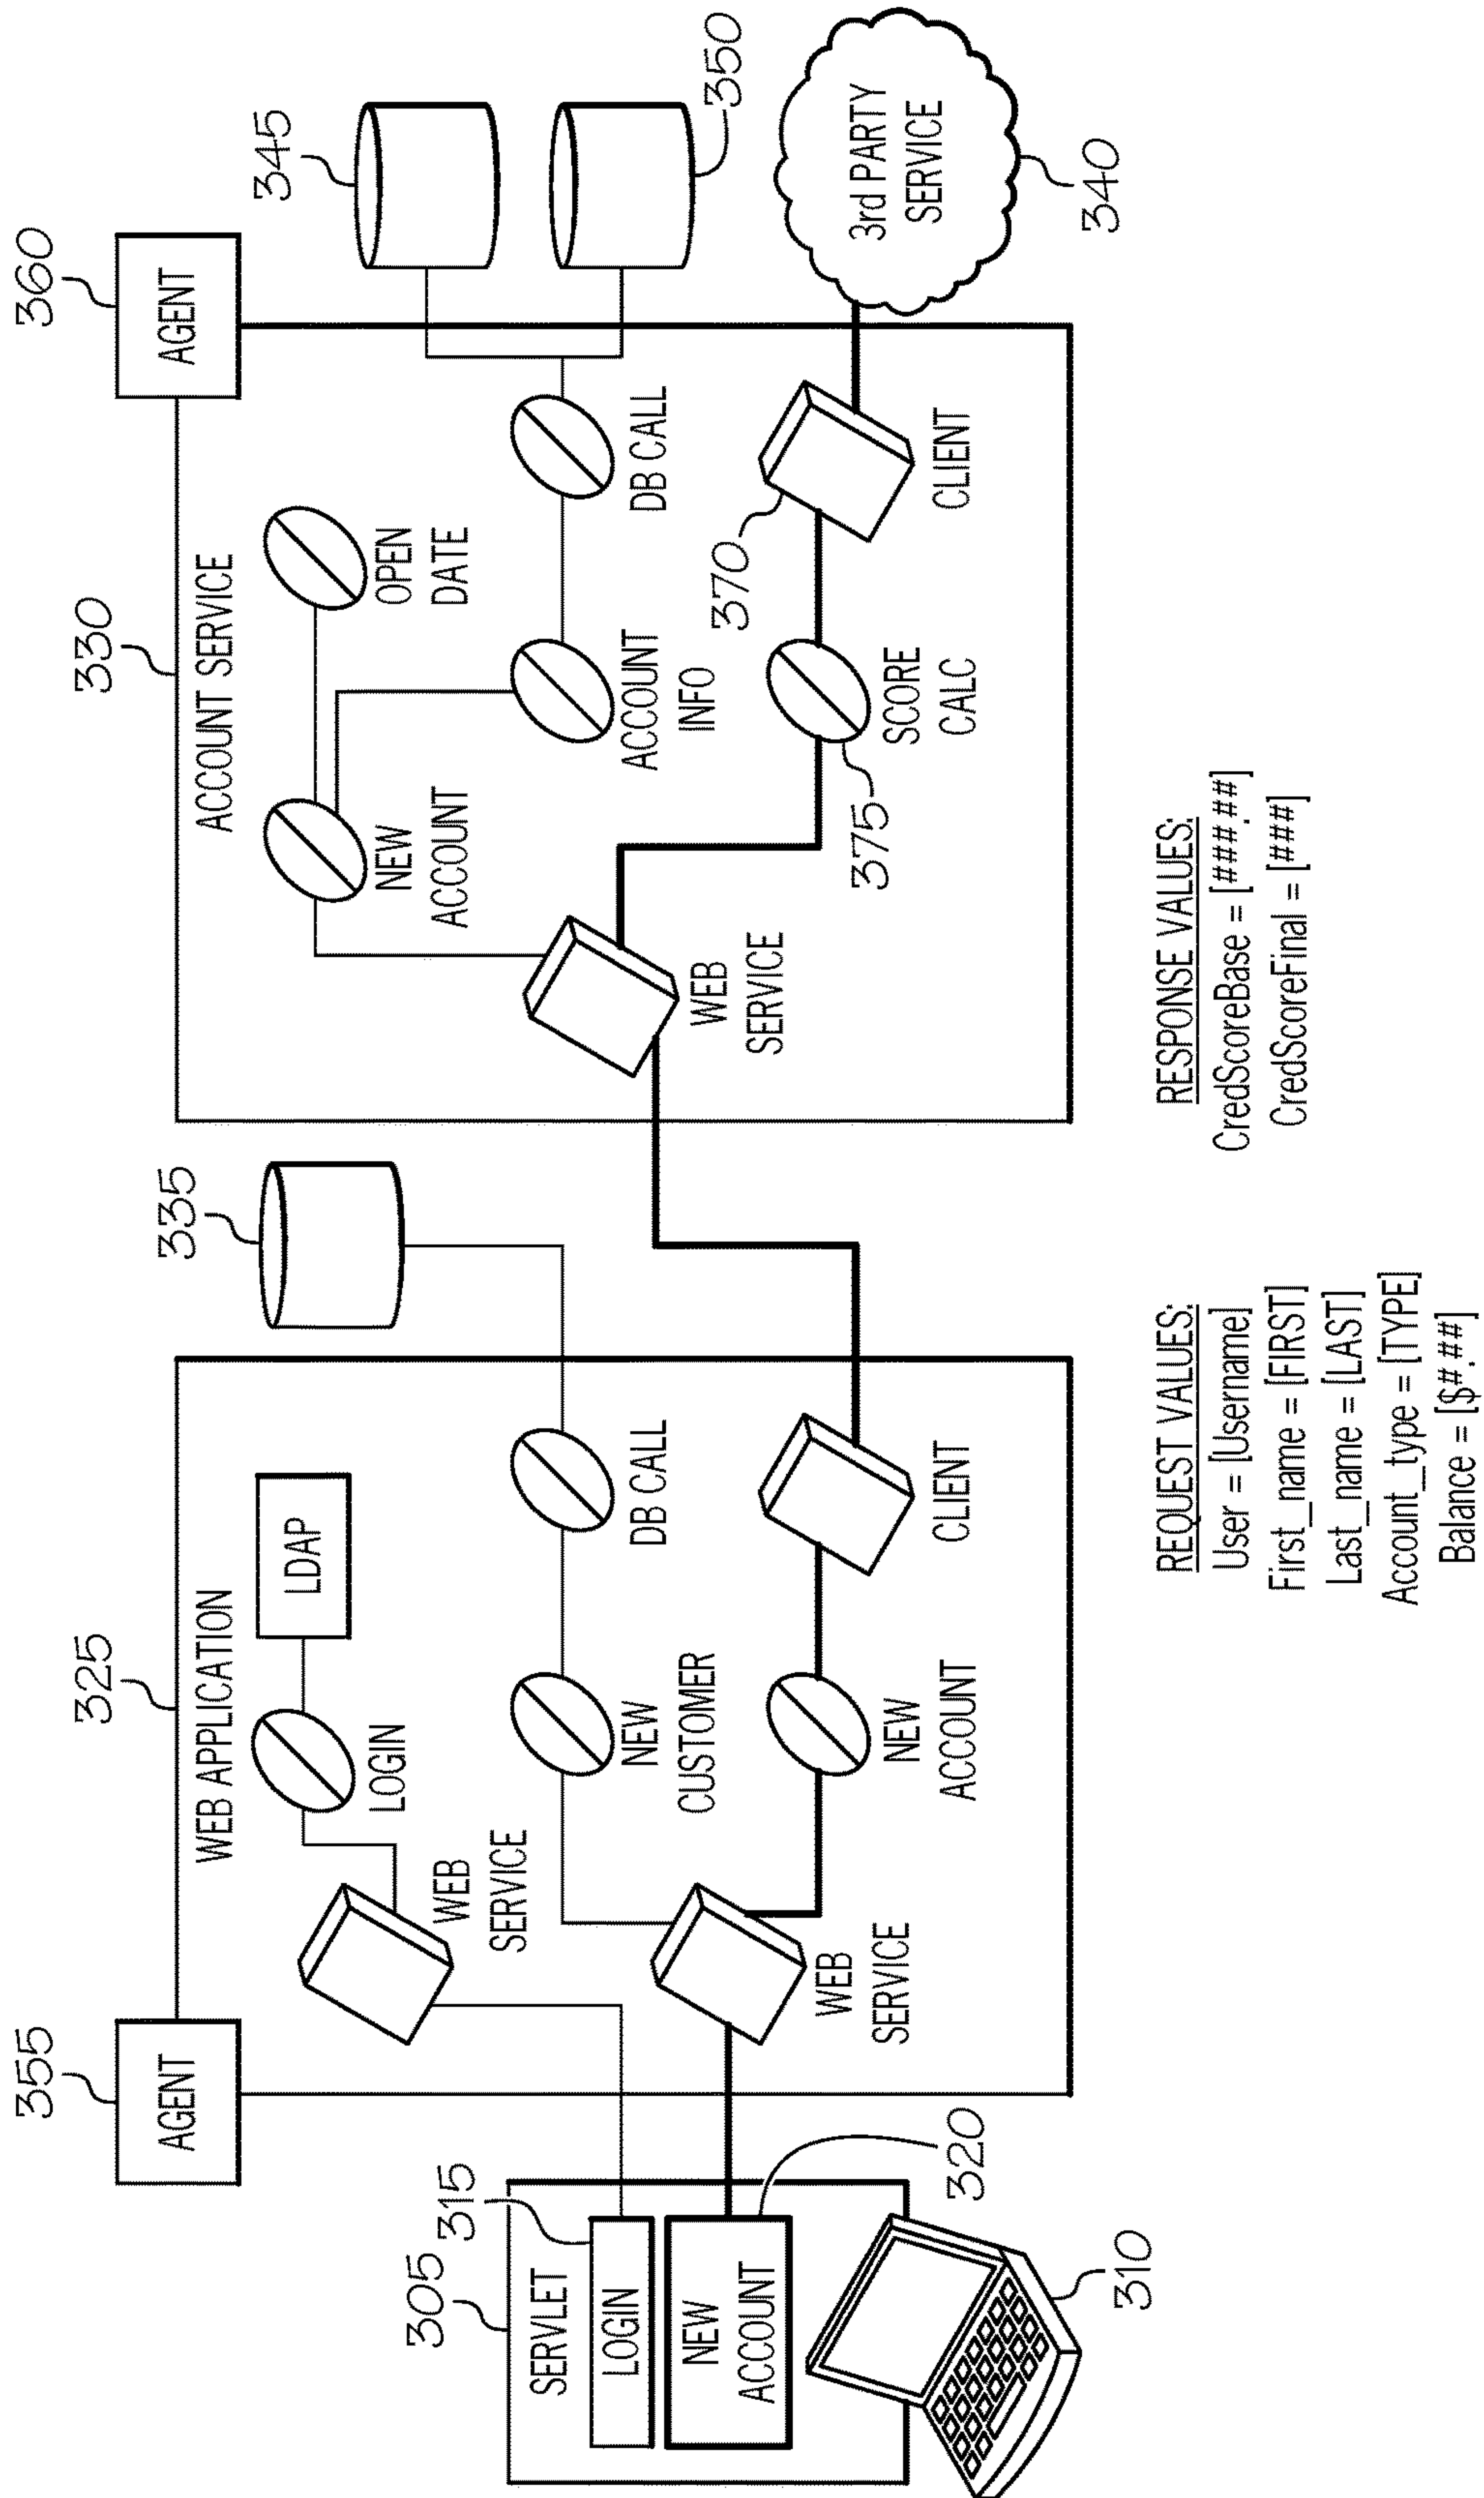 355
AGENT
325
WEB APPLICATION
LOGIN
LDAP
WEB
SERVICE
NEW
CUSTOMER
DB CALL
WEB
SERVICE
NEW
ACCOUNT
CLIENT
305
SERVLET
315
LOGIN
NEW
ACCOUNT
320
310
335
330
ACCOUNT SERVICE
360
AGENT
NEW
ACCOUNT
OPEN
DATE
ACCOUNT
INFO
DB CALL
WEB
SERVICE
375
SCORE
CALC
370
CLIENT
345
350
3rd PARTY
SERVICE
340
REQUEST VALUES:
User = [Username]
First_name = [FIRST]
Last_name = [LAST]
Account_type = [TYPE]
Balance = [$#.##]
RESPONSE VALUES:
CredScoreBase = [###.##]
CredScoreFinal = [###]